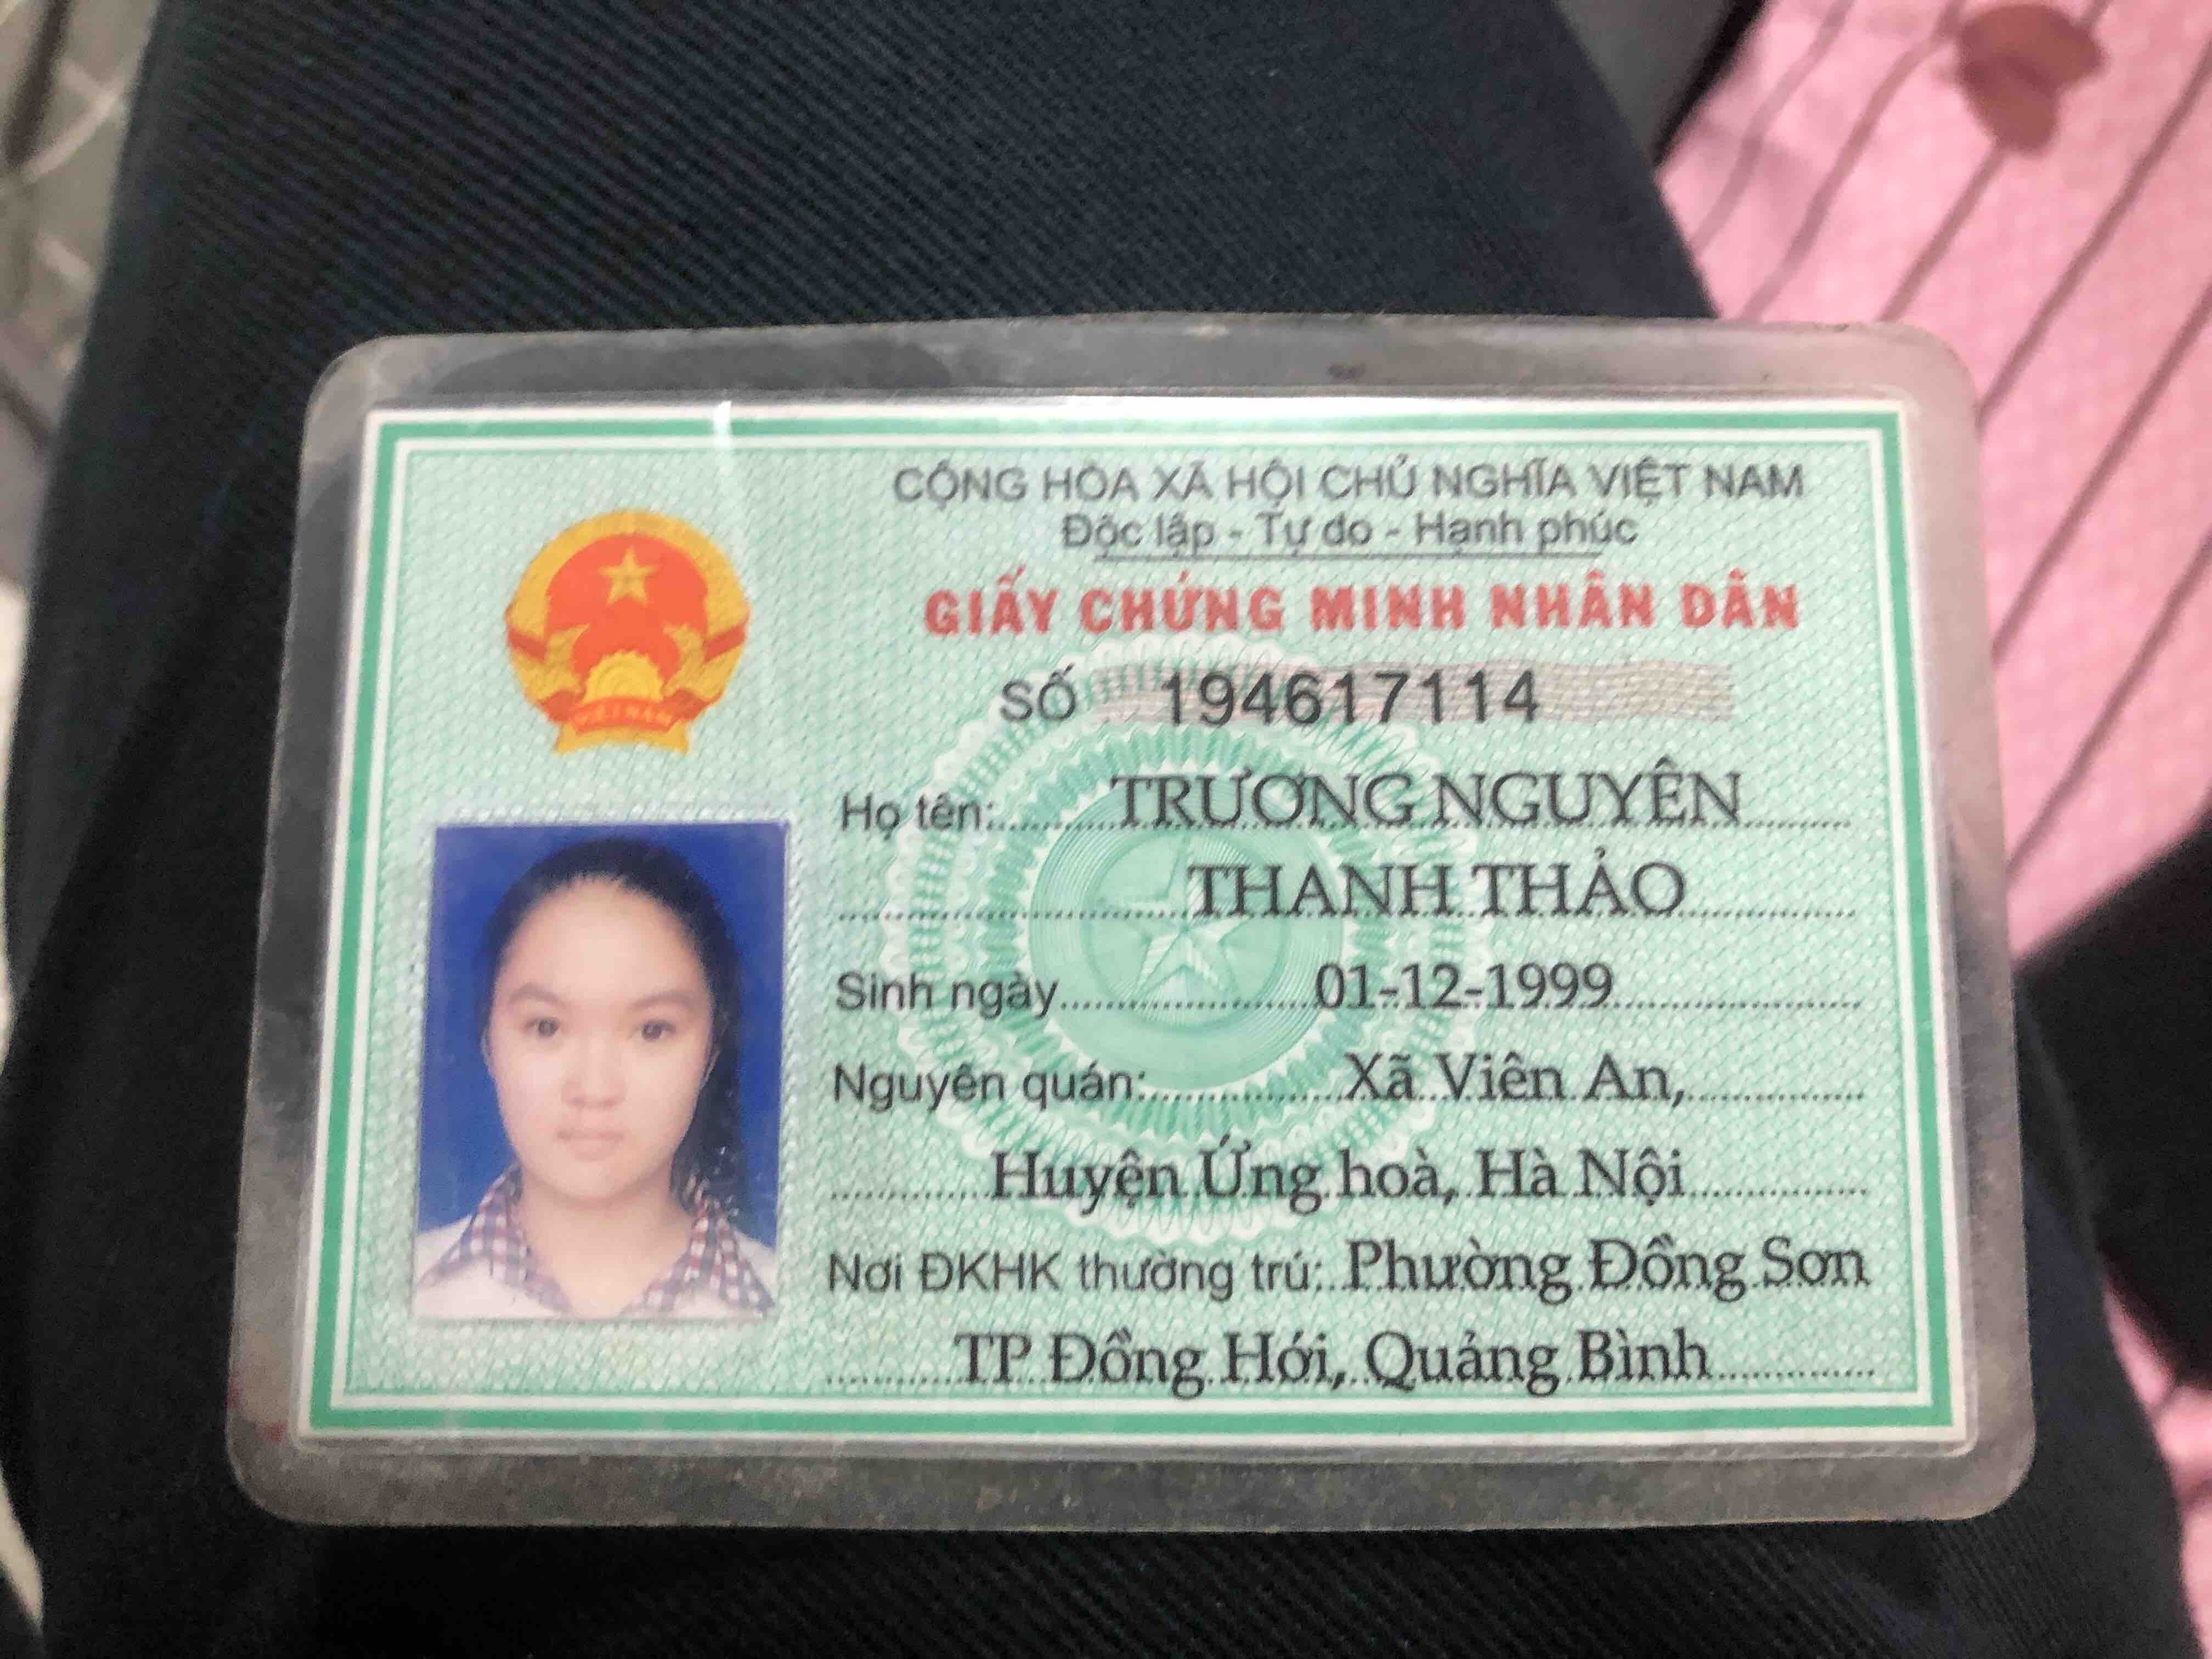 CỘNG HÒA XÃ HỘI CHỦ NGHĨA VIỆT NAM
Độc lập - Tự do - Hạnh phúc
GIẤY CHỨNG MINH NHÂN DÂN
SỐ 194617114
Họ tên: TRƯƠNG NGUYÊN
THANH THẢO
Sinh ngày 01-12-1999
Nguyên quán: Xã Viên An,
Huyện Ứng hoà, Hà Nội
Nơi ĐKHK thường trú: Phường Đồng Sơn
TP Đồng Hới, Quảng Bình
VIỆT NAM